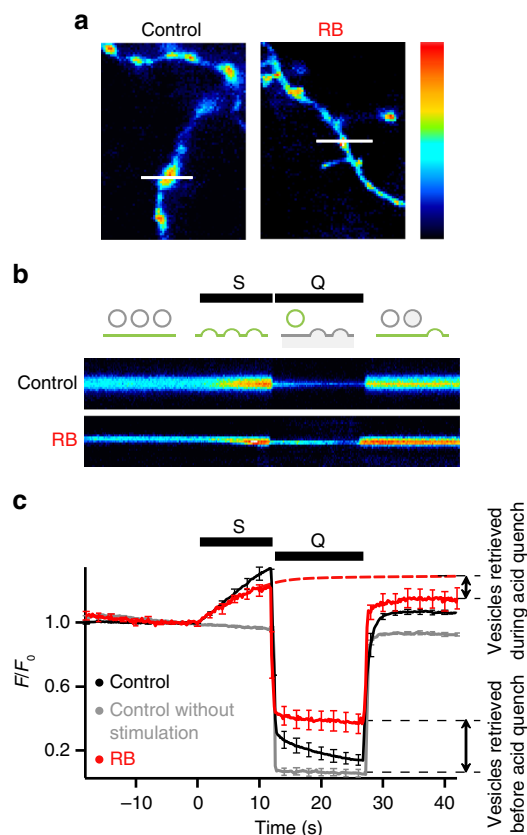 a
Control
RB
b
S
Q
Control
RB
c
S
Q
1.0
0.6
0.2
F/F0
Control
Control without
stimulation
RB
−10
0
10
20
30
40
Time (s)
Vesicles retrieved
during acid quench
Vesicles retrieved
before acid quench